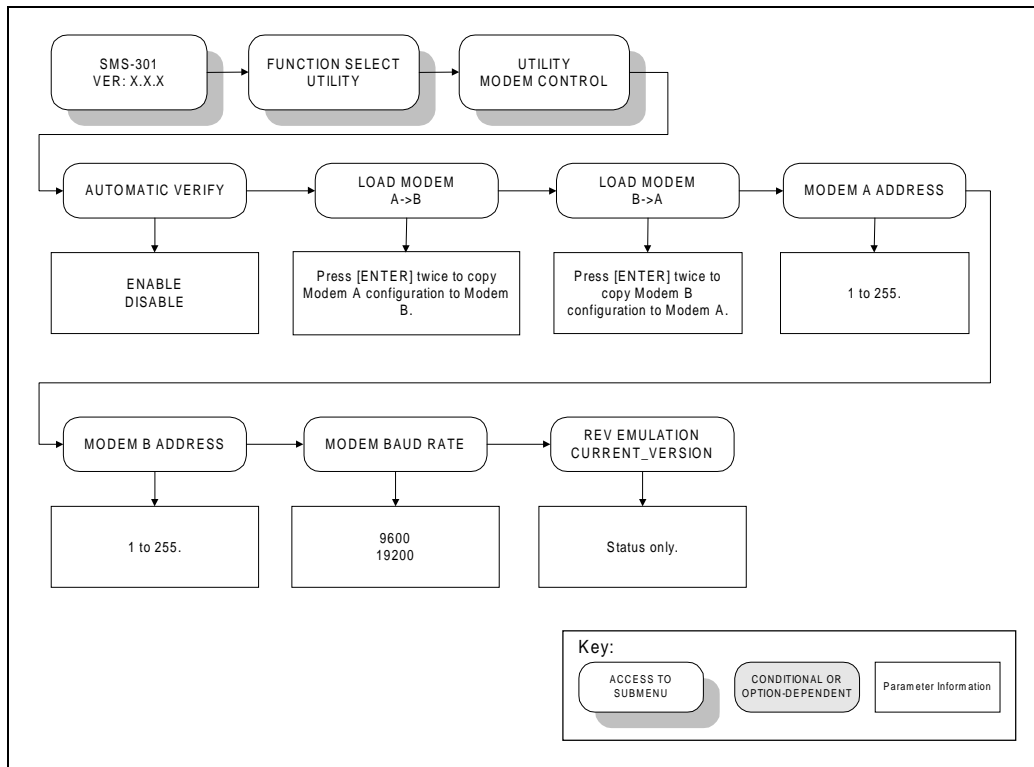 SMS-301
VER: X.X.X
FUNCTION SELECT
UTILITY
UTILITY
MODEM CONTROL
AUTOMATIC VERIFY
LOAD MODEM
A->B
LOAD MODEM
B->A
MODEM A ADDRESS
ENABLE
DISABLE
Press [ENTER] twice to copy
Modem A configuration to Modem
B.
Press [ENTER] twice to
copy Modem B
configuration to Modem A.
1 to 255.
MODEM B ADDRESS
MODEM BAUD RATE
REV EMULATION
CURRENT_VERSION
1 to 255.
9600
19200
Status only.
Key:
ACCESS TO
SUBMENU
CONDITIONAL OR
OPTION-DEPENDENT
Parameter Information